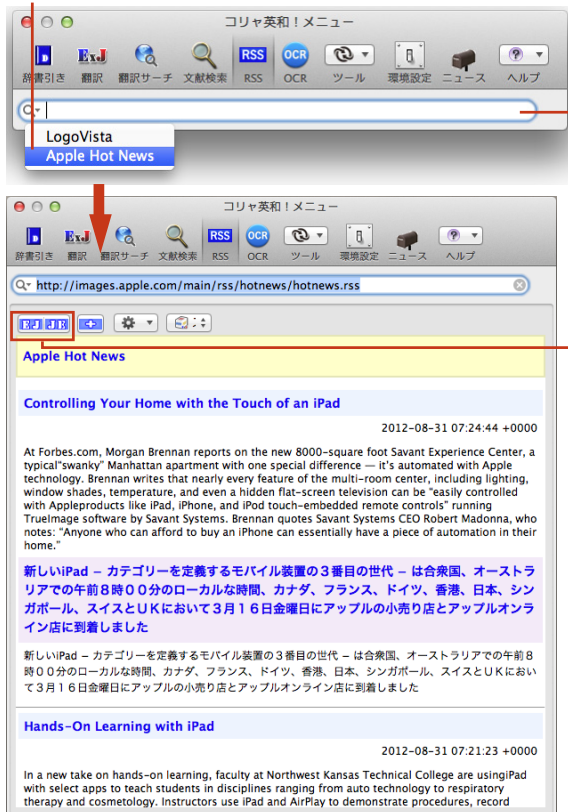 コリャ英和！メニュー
ExJ RSS OCR ?
辞書引き 翻訳 翻訳サーチ 文献検索 RSS OCR ツール 環境設定 ニュース ヘルプ
LogoVista
Apple Hot News
コリャ英和！メニュー
ExJ RSS OCR ?
辞書引き 翻訳 翻訳サーチ 文献検索 RSS OCR ツール 環境設定 ニュース ヘルプ
http://images.apple.com/main/rss/hotnews/hotnews.rss
Apple Hot News
Controlling Your Home with the Touch of an iPad
2012-08-31 07:24:44 +0000
At Forbes.com, Morgan Brennan reports on the new 8000-square foot Savant Experience Center, a
typical“swanky” Manhattan apartment with one special difference — it's automated with Apple
technology. Brennan writes that nearly every feature of the multi-room center, including lighting,
window shades, temperature, and even a hidden flat-screen television can be “easily controlled
with Appleproducts like iPad, iPhone, and iPod touch-embedded remote controls” running
TrueImage software by Savant Systems. Brennan quotes Savant Systems CEO Robert Madonna, who
notes: “Anyone who can afford to buy an iPhone can essentially have a piece of automation in their
home.”
新しいiPad – カテゴリーを定義するモバイル装置の３番目の世代 – は合衆国、オーストラ
リアでの午前８時００分のローカルな時間、カナダ、フランス、ドイツ、香港、日本、シン
ガポール、スイスとＵＫにおいて３月１６日金曜日にアップルの小売り店とアップルオンラ
イン店に到着しました
新しいiPad – カテゴリーを定義するモバイル装置の３番目の世代 – は合衆国、オーストラリアでの午前８
時００分のローカルな時間、カナダ、フランス、ドイツ、香港、日本、シンガポール、スイスとＵＫにおい
て３月１６日金曜日にアップルの小売り店とアップルオンライン店に到着しました
Hands-On Learning with iPad
2012-08-31 07:21:23 +0000
In a new take on hands-on learning, faculty at Northwest Kansas Technical College are usingiPad
with select apps to teach students in disciplines ranging from auto technology to respiratory
therapy and cosmetology. Instructors use iPad and AirPlay to demonstrate procedures, record